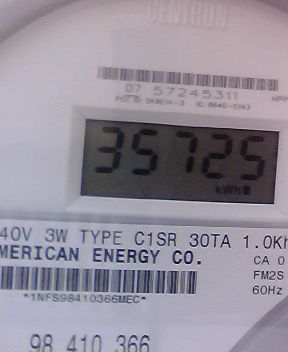 CENTRON
07 57245311
35725
kWh
40V 3W TYPE C1SR 30TA 1.0Kh
MERICAN ENERGY CO.
CA 0
FM2S
*1NFS98410366MEC*
60Hz
98 410 366